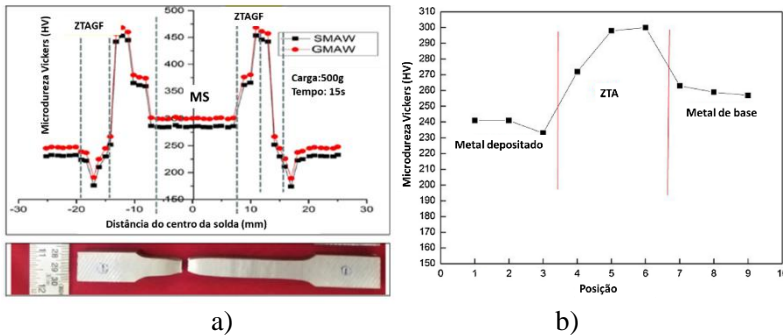 a)
ZTAGF
ZTAGF
SMAW
GMAW
Carga:500g
Tempo: 15s
MS
Microdureza Vickers (HV)
450
400
350
300
250
200
150
-30
-20
-10
0
10
20
30
Distância do centro da solda (mm)
a)
b)
Microdureza Vickers (HV)
310
300
290
280
270
260
250
240
230
220
210
200
190
180
170
160
150
ZTA
Metal depositado
Metal de base
0 1 2 3 4 5 6 7 8 9 10
Posição
b)